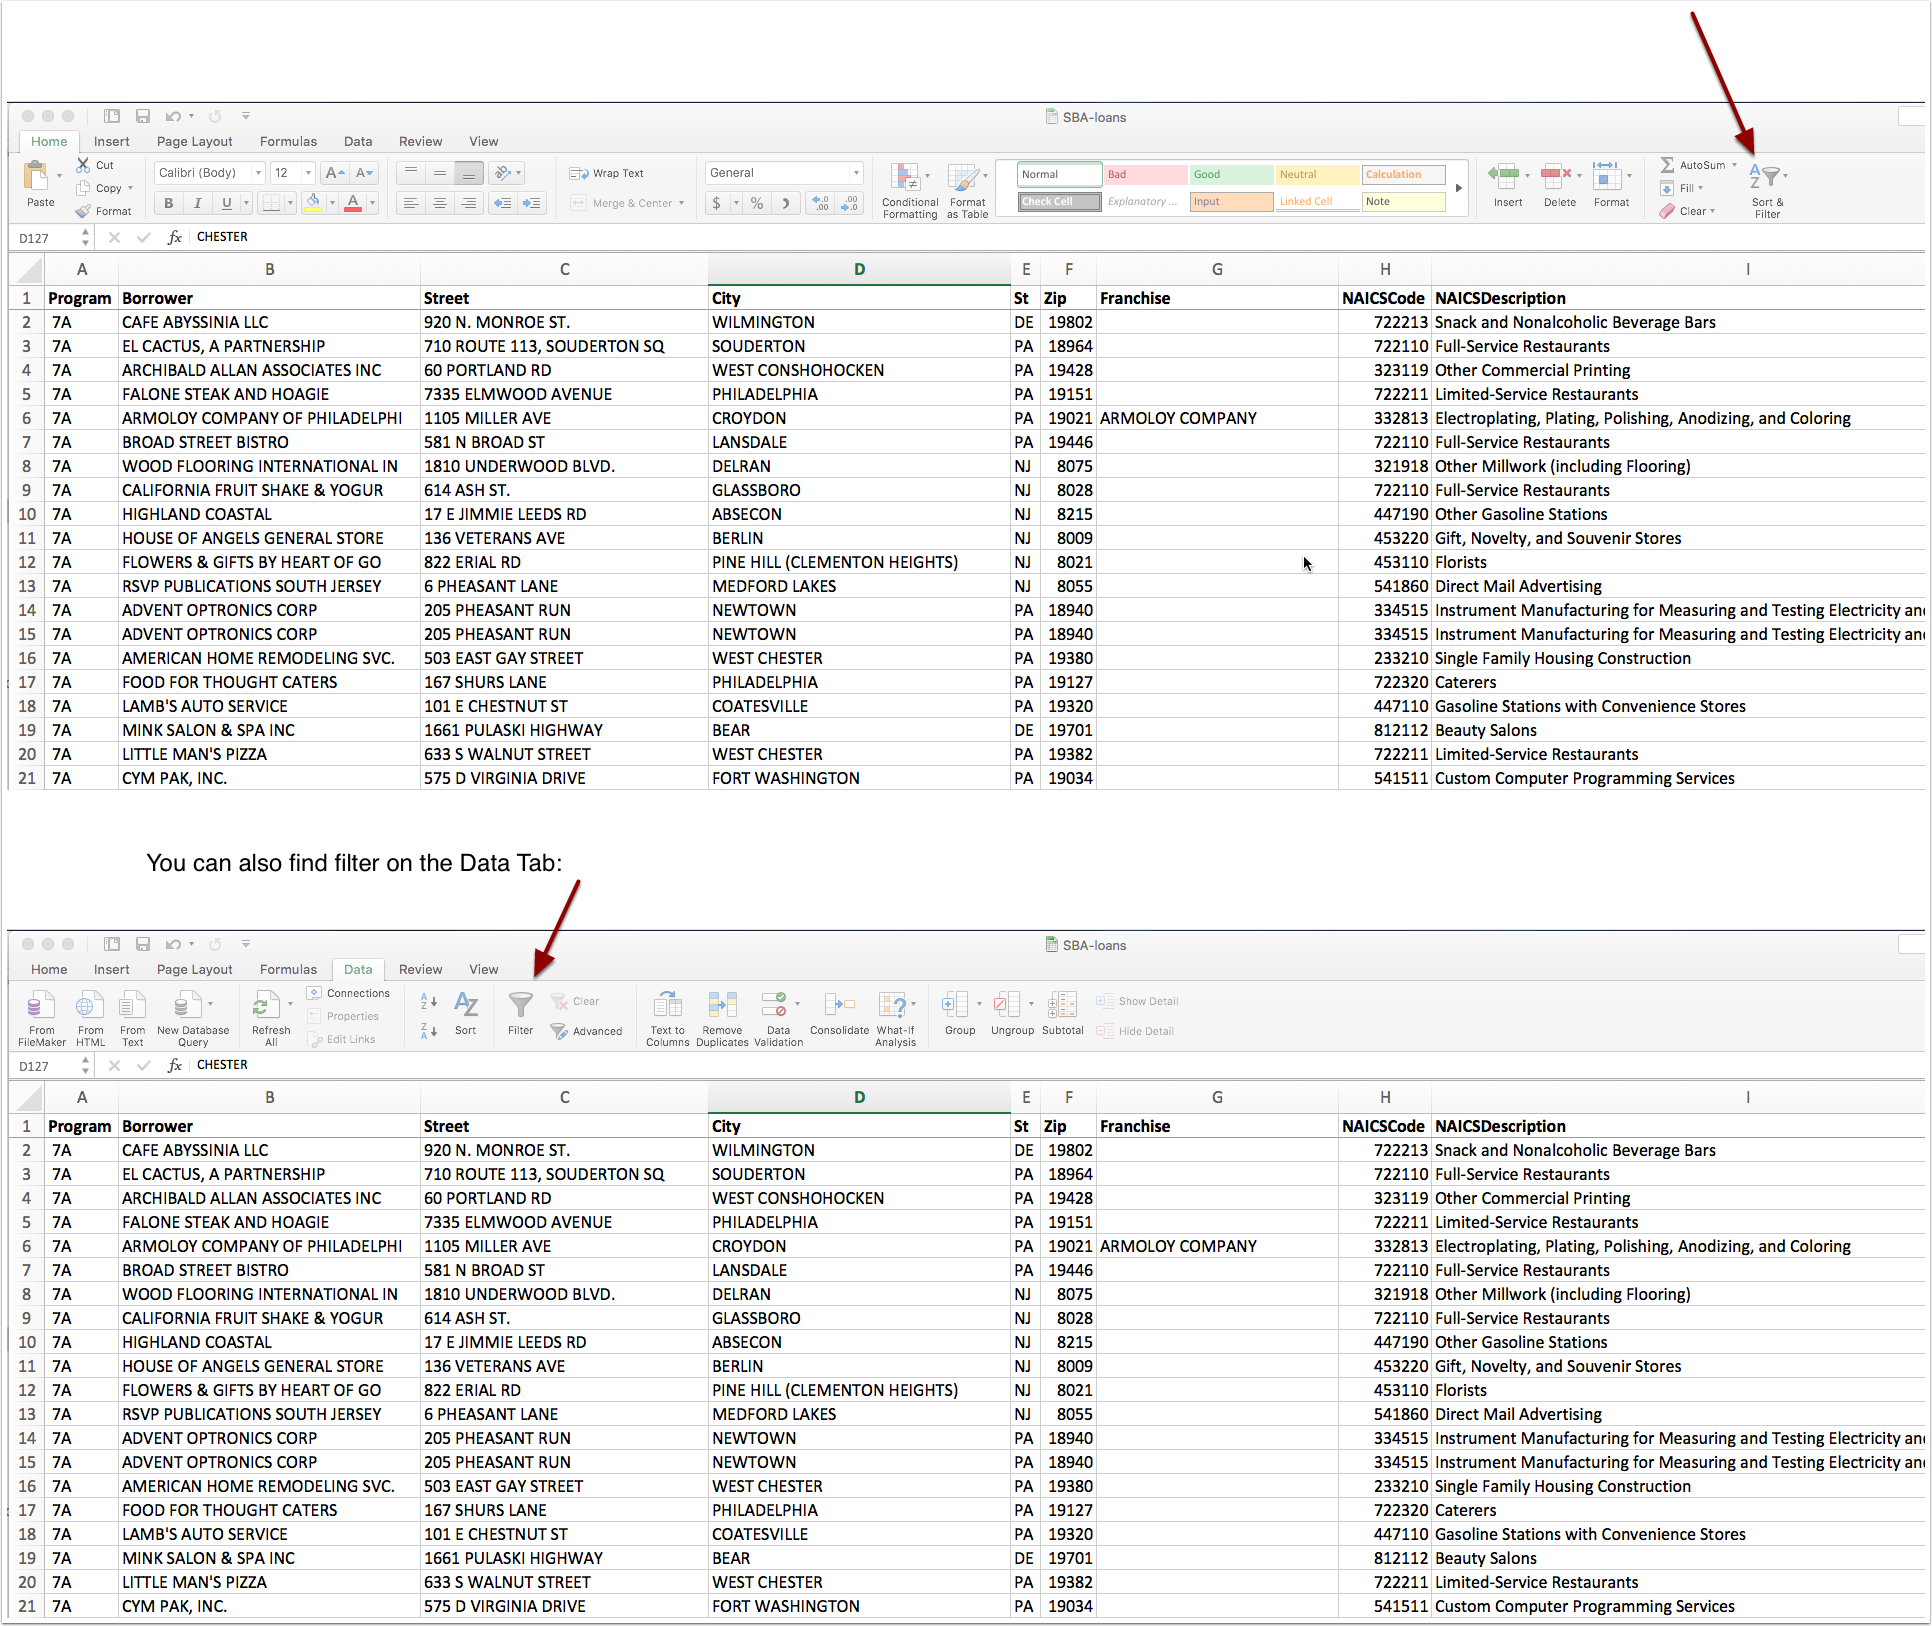 SBA-loans
Home Insert Page Layout Formulas Data Review View
Paste Cut Copy Format Calibri (Body) 12 A A B I U A Wrap Text Merge & Center General $ % Conditional Formatting Format as Table Normal Bad Good Neutral Calculation Check Cell Explanatory ... Input Linked Cell Note Insert Delete Format AutoSum Fill Clear Sort & Filter
D127 fx CHESTER
A B C D E F G H I
1 Program Borrower Street City St Zip Franchise NAICSCode NAICSDescription
2 7A CAFE ABYSSINIA LLC 920 N. MONROE ST. WILMINGTON DE 19802 722213 Snack and Nonalcoholic Beverage Bars
3 7A EL CACTUS, A PARTNERSHIP 710 ROUTE 113, SOUDERTON SQ SOUDERTON PA 18964 722110 Full-Service Restaurants
4 7A ARCHIBALD ALLAN ASSOCIATES INC 60 PORTLAND RD WEST CONSHOHOCKEN PA 19428 323119 Other Commercial Printing
5 7A FALONE STEAK AND HOAGIE 7335 ELMWOOD AVENUE PHILADELPHIA PA 19151 722211 Limited-Service Restaurants
6 7A ARMOLOY COMPANY OF PHILADELPHI 1105 MILLER AVE CROYDON PA 19021 ARMOLOY COMPANY 332813 Electroplating, Plating, Polishing, Anodizing, and Coloring
7 7A BROAD STREET BISTRO 581 N BROAD ST LANSDALE PA 19446 722110 Full-Service Restaurants
8 7A WOOD FLOORING INTERNATIONAL IN 1810 UNDERWOOD BLVD. DELRAN NJ 8075 321918 Other Millwork (including Flooring)
9 7A CALIFORNIA FRUIT SHAKE & YOGUR 614 ASH ST. GLASSBORO NJ 8028 722110 Full-Service Restaurants
10 7A HIGHLAND COASTAL 17 E JIMMIE LEEDS RD ABSECON NJ 8215 447190 Other Gasoline Stations
11 7A HOUSE OF ANGELS GENERAL STORE 136 VETERANS AVE BERLIN NJ 8009 453220 Gift, Novelty, and Souvenir Stores
12 7A FLOWERS & GIFTS BY HEART OF GO 822 ERIAL RD PINE HILL (CLEMENTON HEIGHTS) NJ 8021 453110 Florists
13 7A RSVP PUBLICATIONS SOUTH JERSEY 6 PHEASANT LANE MEDFORD LAKES NJ 8055 541860 Direct Mail Advertising
14 7A ADVENT OPTRONICS CORP 205 PHEASANT RUN NEWTOWN PA 18940 334515 Instrument Manufacturing for Measuring and Testing Electricity an
15 7A ADVENT OPTRONICS CORP 205 PHEASANT RUN NEWTOWN PA 18940 334515 Instrument Manufacturing for Measuring and Testing Electricity an
16 7A AMERICAN HOME REMODELING SVC. 503 EAST GAY STREET WEST CHESTER PA 19380 233210 Single Family Housing Construction
17 7A FOOD FOR THOUGHT CATERS 167 SHURS LANE PHILADELPHIA PA 19127 722320 Caterers
18 7A LAMB'S AUTO SERVICE 101 E CHESTNUT ST COATESVILLE PA 19320 447110 Gasoline Stations with Convenience Stores
19 7A MINK SALON & SPA INC 1661 PULASKI HIGHWAY BEAR DE 19701 812112 Beauty Salons
20 7A LITTLE MAN'S PIZZA 633 S WALNUT STREET WEST CHESTER PA 19382 722211 Limited-Service Restaurants
21 7A CYM PAK, INC. 575 D VIRGINIA DRIVE FORT WASHINGTON PA 19034 541511 Custom Computer Programming Services
You can also find filter on the Data Tab:
SBA-loans
Home Insert Page Layout Formulas Data Review View
From FileMaker From HTML From Text New Database Query Refresh All Connections Properties Edit Links Sort Filter Clear Advanced Text to Columns Remove Duplicates Data Validation Consolidate What-If Analysis Group Ungroup Subtotal Show Detail Hide Detail
D127 fx CHESTER
A B C D E F G H I
1 Program Borrower Street City St Zip Franchise NAICSCode NAICSDescription
2 7A CAFE ABYSSINIA LLC 920 N. MONROE ST. WILMINGTON DE 19802 722213 Snack and Nonalcoholic Beverage Bars
3 7A EL CACTUS, A PARTNERSHIP 710 ROUTE 113, SOUDERTON SQ SOUDERTON PA 18964 722110 Full-Service Restaurants
4 7A ARCHIBALD ALLAN ASSOCIATES INC 60 PORTLAND RD WEST CONSHOHOCKEN PA 19428 323119 Other Commercial Printing
5 7A FALONE STEAK AND HOAGIE 7335 ELMWOOD AVENUE PHILADELPHIA PA 19151 722211 Limited-Service Restaurants
6 7A ARMOLOY COMPANY OF PHILADELPHI 1105 MILLER AVE CROYDON PA 19021 ARMOLOY COMPANY 332813 Electroplating, Plating, Polishing, Anodizing, and Coloring
7 7A BROAD STREET BISTRO 581 N BROAD ST LANSDALE PA 19446 722110 Full-Service Restaurants
8 7A WOOD FLOORING INTERNATIONAL IN 1810 UNDERWOOD BLVD. DELRAN NJ 8075 321918 Other Millwork (including Flooring)
9 7A CALIFORNIA FRUIT SHAKE & YOGUR 614 ASH ST. GLASSBORO NJ 8028 722110 Full-Service Restaurants
10 7A HIGHLAND COASTAL 17 E JIMMIE LEEDS RD ABSECON NJ 8215 447190 Other Gasoline Stations
11 7A HOUSE OF ANGELS GENERAL STORE 136 VETERANS AVE BERLIN NJ 8009 453220 Gift, Novelty, and Souvenir Stores
12 7A FLOWERS & GIFTS BY HEART OF GO 822 ERIAL RD PINE HILL (CLEMENTON HEIGHTS) NJ 8021 453110 Florists
13 7A RSVP PUBLICATIONS SOUTH JERSEY 6 PHEASANT LANE MEDFORD LAKES NJ 8055 541860 Direct Mail Advertising
14 7A ADVENT OPTRONICS CORP 205 PHEASANT RUN NEWTOWN PA 18940 334515 Instrument Manufacturing for Measuring and Testing Electricity an
15 7A ADVENT OPTRONICS CORP 205 PHEASANT RUN NEWTOWN PA 18940 334515 Instrument Manufacturing for Measuring and Testing Electricity an
16 7A AMERICAN HOME REMODELING SVC. 503 EAST GAY STREET WEST CHESTER PA 19380 233210 Single Family Housing Construction
17 7A FOOD FOR THOUGHT CATERS 167 SHURS LANE PHILADELPHIA PA 19127 722320 Caterers
18 7A LAMB'S AUTO SERVICE 101 E CHESTNUT ST COATESVILLE PA 19320 447110 Gasoline Stations with Convenience Stores
19 7A MINK SALON & SPA INC 1661 PULASKI HIGHWAY BEAR DE 19701 812112 Beauty Salons
20 7A LITTLE MAN'S PIZZA 633 S WALNUT STREET WEST CHESTER PA 19382 722211 Limited-Service Restaurants
21 7A CYM PAK, INC. 575 D VIRGINIA DRIVE FORT WASHINGTON PA 19034 541511 Custom Computer Programming Services